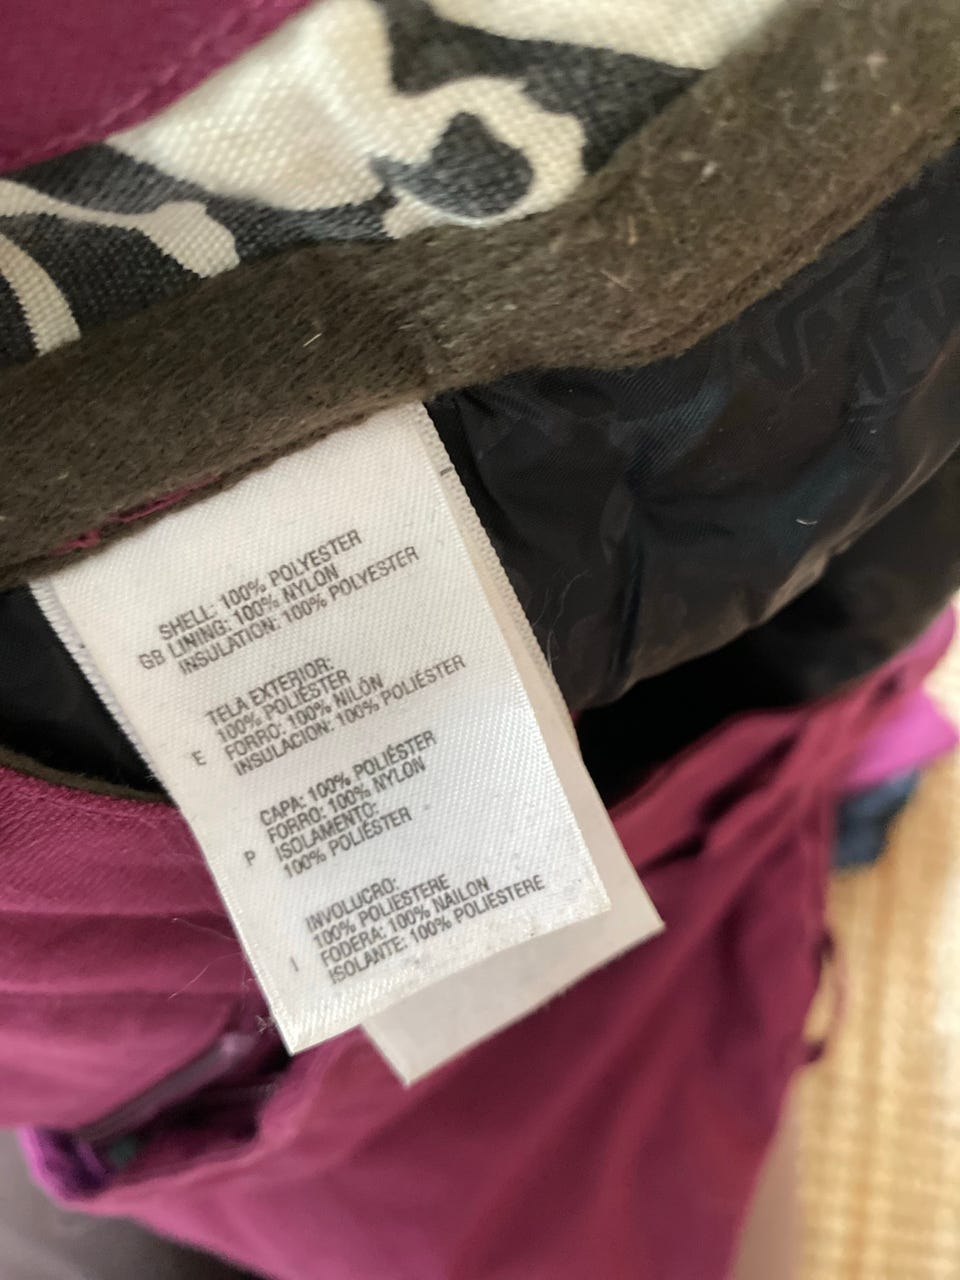 SHELL: 100% POLYESTER
GB LINING: 100% NYLON
INSULATION: 100% POLYESTER
TELA EXTERIOR:
100% POLIÉSTER
E FORRO: 100% NILÓN
INSULACION: 100% POLIÉSTER
CAPA: 100% POLIÉSTER
FORRO: 100% NYLON
P ISOLAMENTO:
100% POLIÉSTER
INVOLUCRO:
100% POLIESTERE
I FODERA: 100% NAILON
ISOLANTE: 100% POLIESTERE